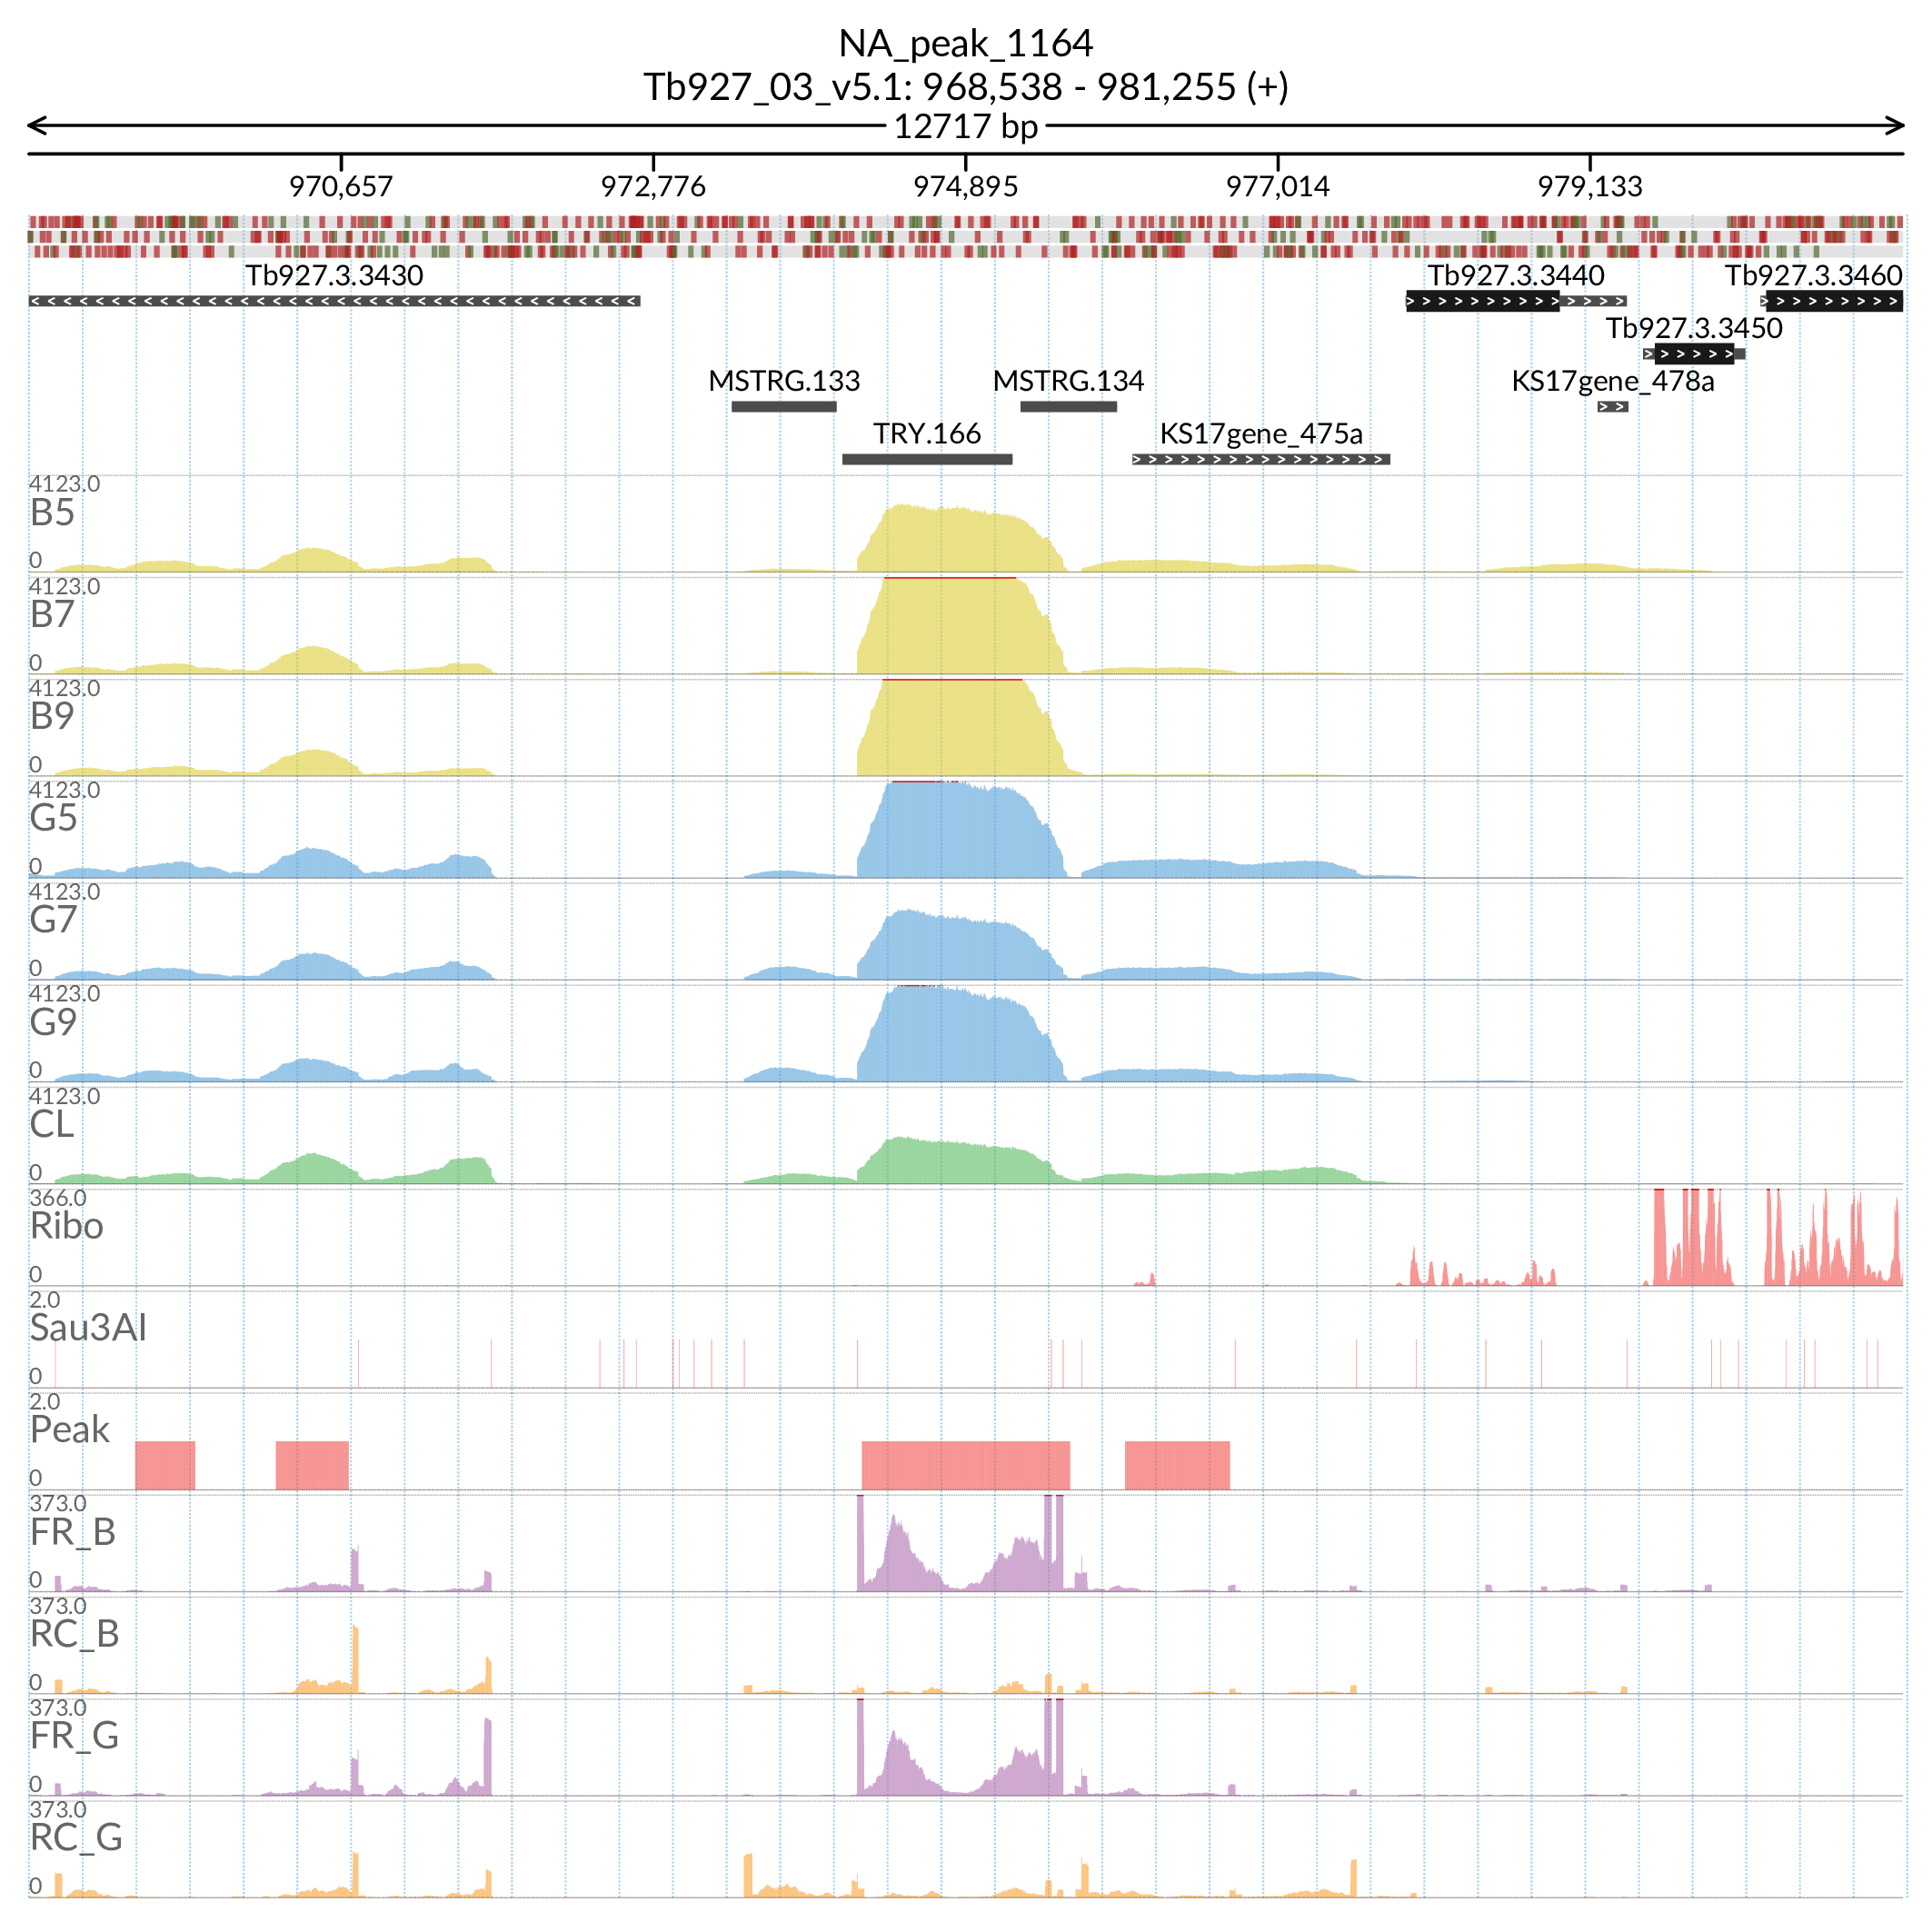 NA_peak_1164
Tb927_03_v5.1: 968,538 - 981,255 (+)
12717 bp
970,657 972,776 974,895 977,014 979,133
Tb927.3.3430 Tb927.3.3440 Tb927.3.3460
Tb927.3.3450
MSTRG.133 MSTRG.134 KS17gene_478a
TRY.166 KS17gene_475a
4123.0
B5
0
4123.0
B7
0
4123.0
B9
0
4123.0
G5
0
4123.0
G7
0
4123.0
G9
0
4123.0
CL
0
366.0
Ribo
0
2.0
Sau3AI
0
2.0
Peak
0
373.0
FR_B
0
373.0
RC_B
0
373.0
FR_G
0
373.0
RC_G
0